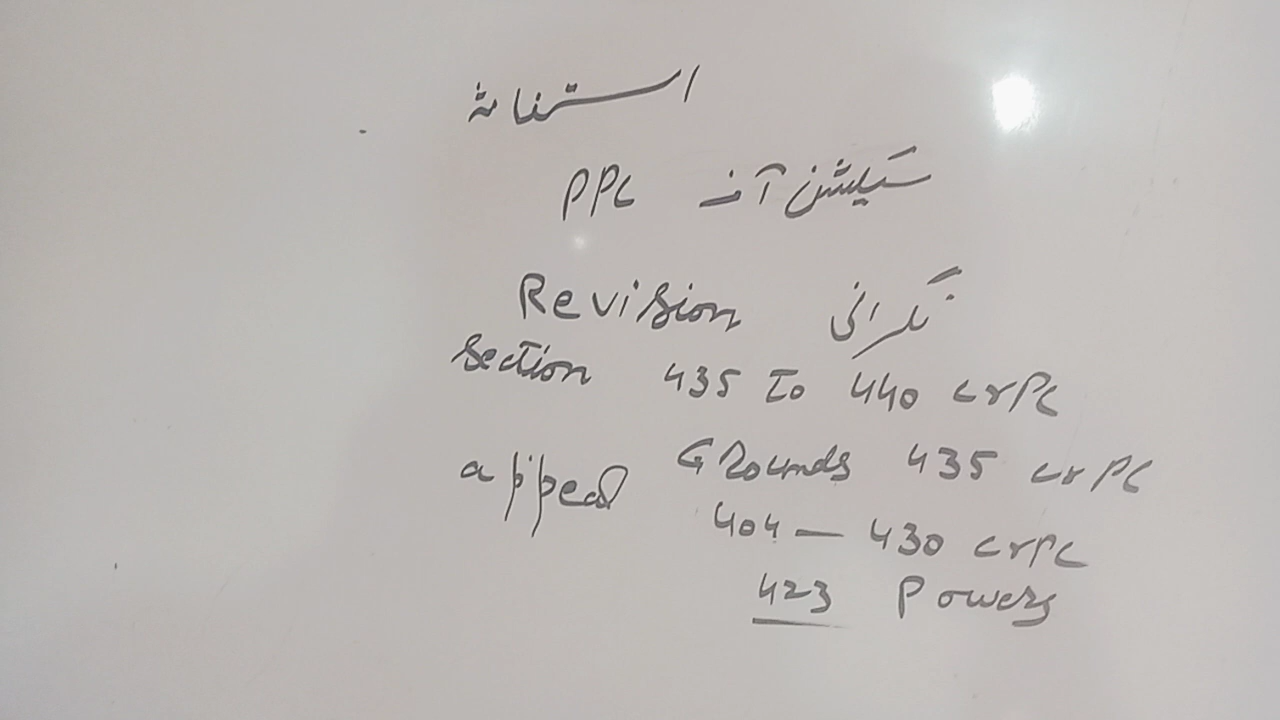 استغاثہ
سیکشن آف PPC
Revision نگرانی
Section 435 to 440 CrPC
Grounds 435 CrPC
appeal 404 — 430 CrPC
423 Powers